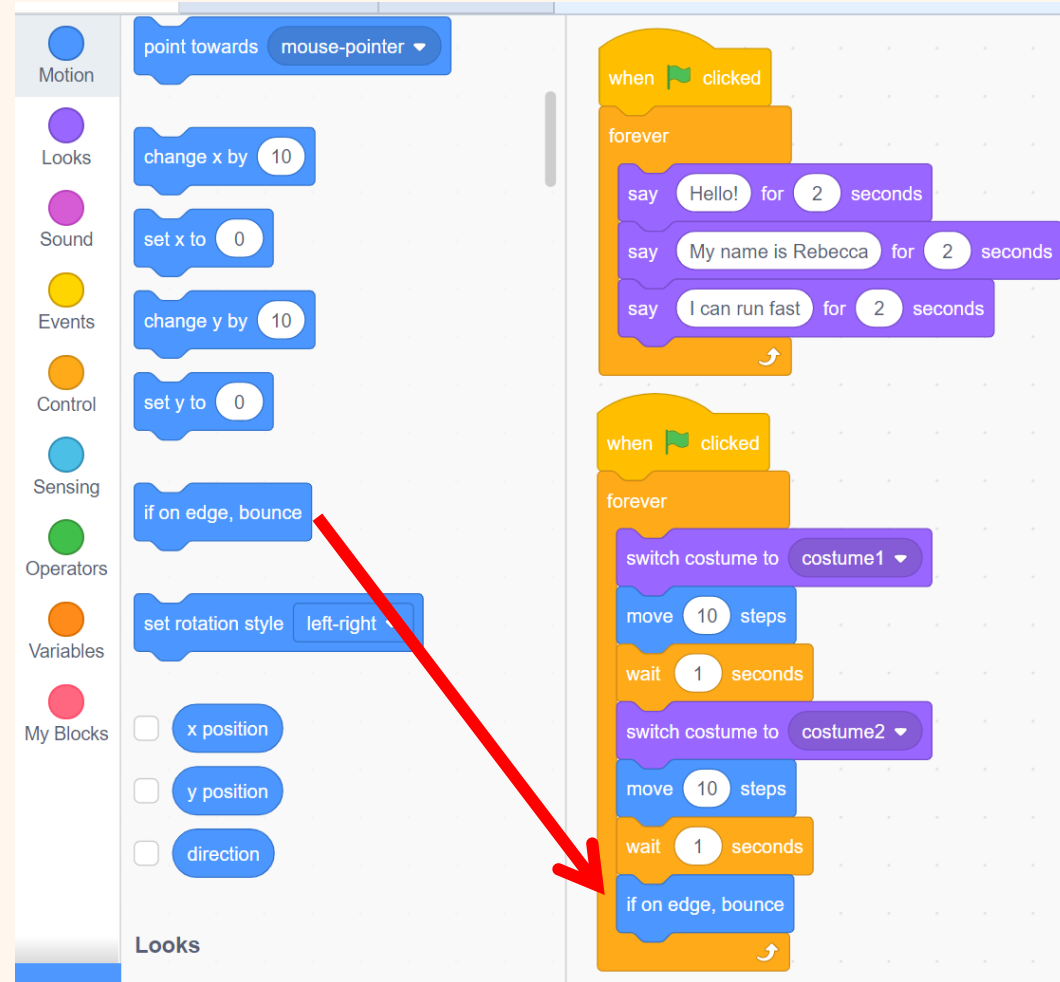 Motion
Looks
Sound
Events
Control
Sensing
Operators
Variables
My Blocks
point towards mouse-pointer
change x by 10
set x to 0
change y by 10
set y to 0
if on edge, bounce
set rotation style left-right
x position
y position
direction
Looks
when clicked
forever
say Hello! for 2 seconds
say My name is Rebecca for 2 seconds
say I can run fast for 2 seconds
when clicked
forever
switch costume to costume1
move 10 steps
wait 1 seconds
switch costume to costume2
move 10 steps
wait 1 seconds
if on edge, bounce